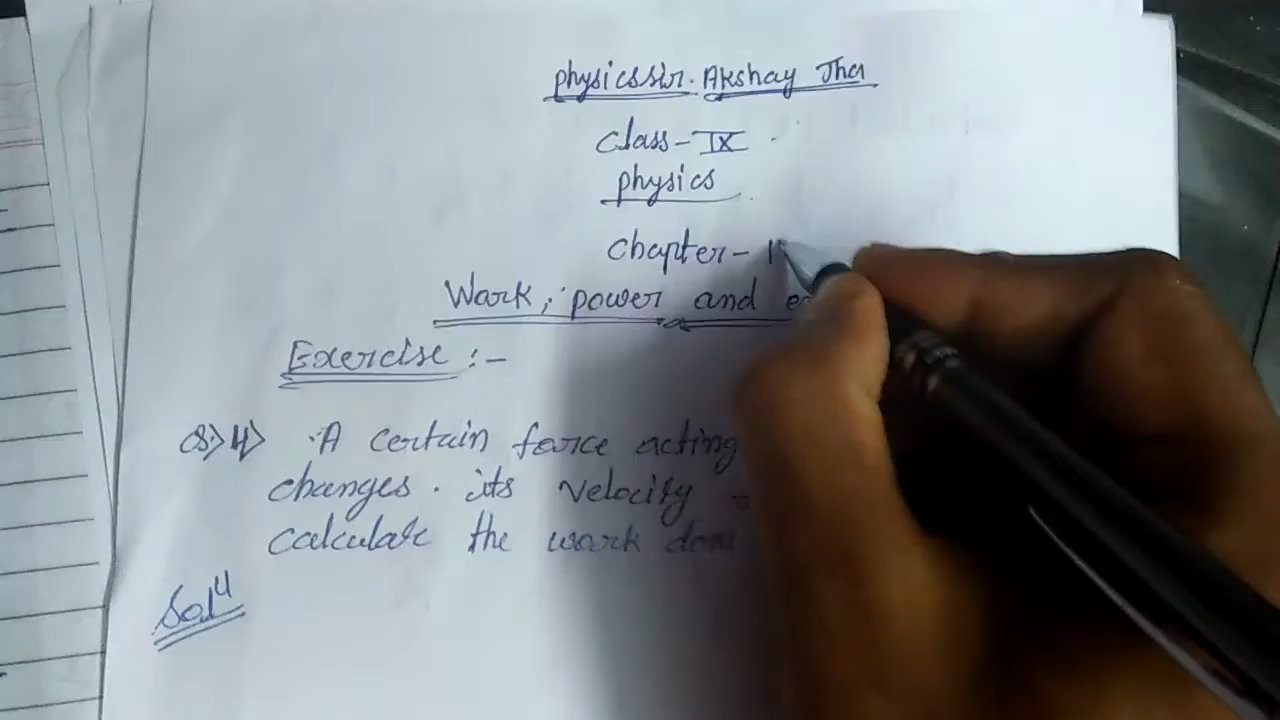 physicssir. Akshay Jha
Class-IX
physics
Chapter-
Work, power and
Exercise :-
Q.>4> A certain force acting
changes. its velocity
calculate the work done
Sol